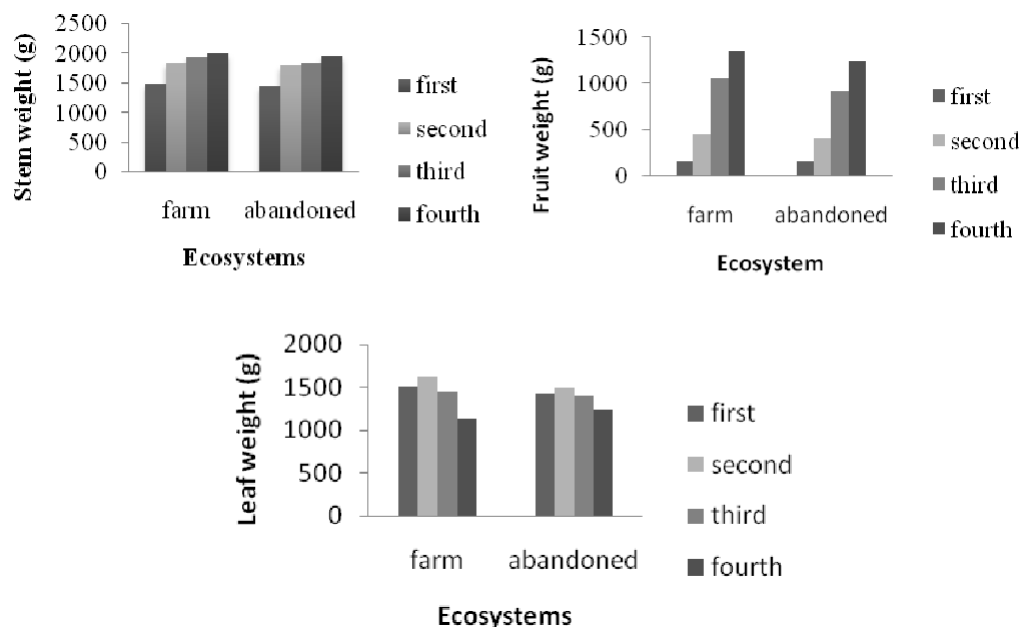 Stem weight (g)
2500
2000
1500
1000
500
0
farm abandoned
Ecosystems
first
second
third
fourth
Fruit weight (g)
1500
1000
500
0
farm abandoned
Ecosystem
first
second
third
fourth
Leaf weight (g)
2000
1500
1000
500
0
farm abandoned
Ecosystems
first
second
third
fourth